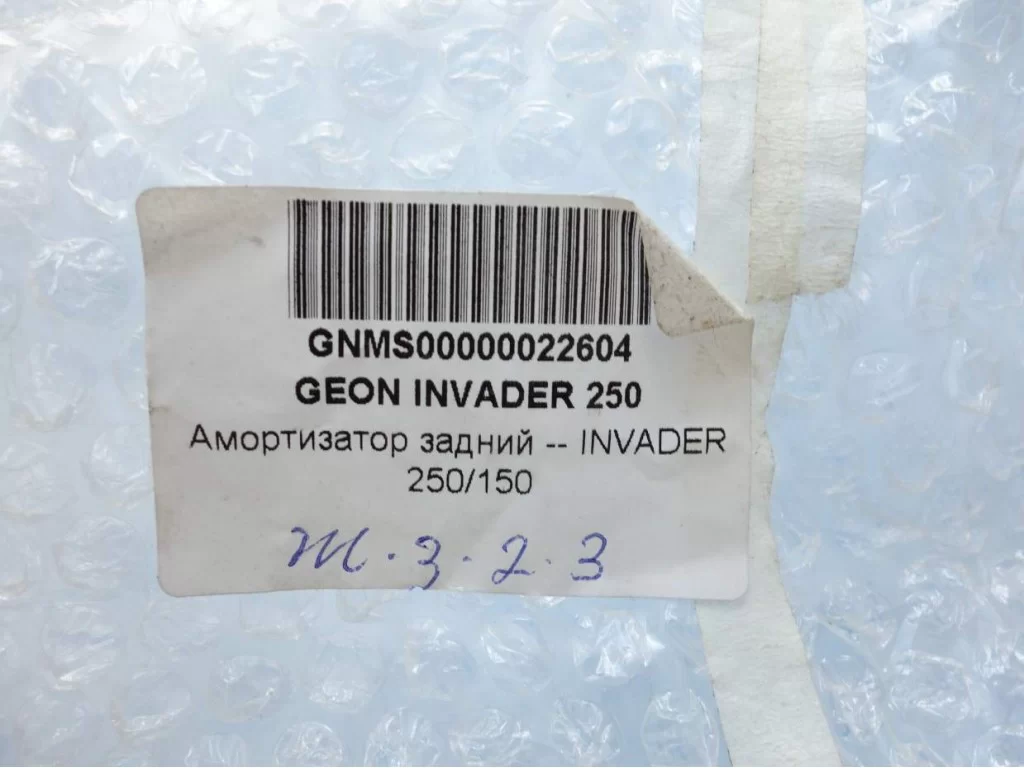 GNMS00000022604
GEON INVADER 250
Амортизатор задний -- INVADER
250/150
Ж.3.2.3